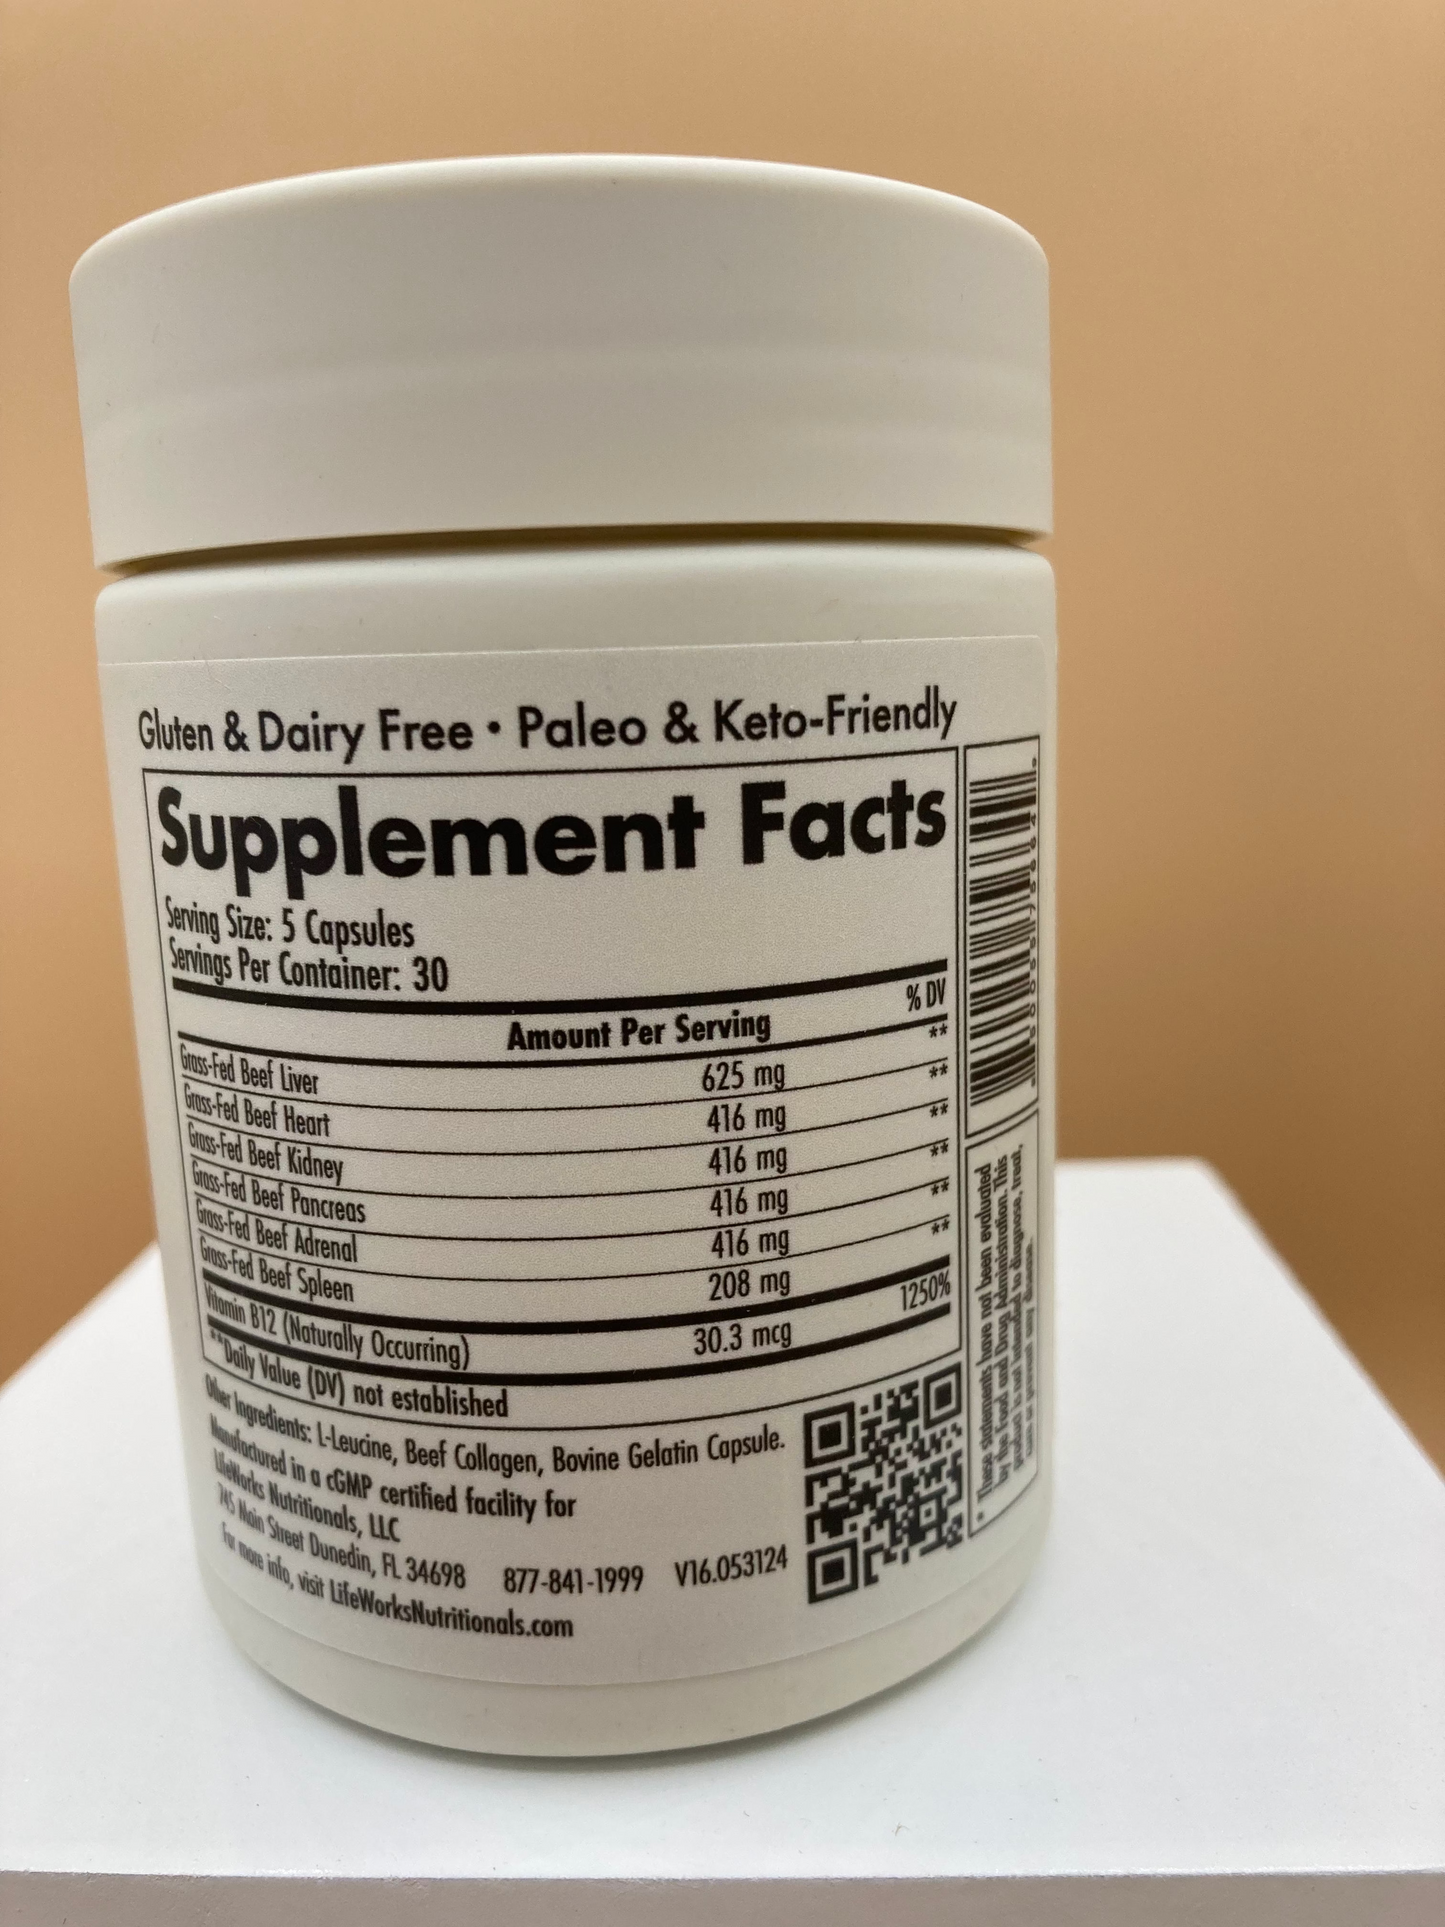 Gluten & Dairy Free • Paleo & Keto-Friendly
Supplement Facts
Serving Size: 5 Capsules
Servings Per Container: 30
Amount Per Serving % DV
Grass-Fed Beef Liver 625 mg **
Grass-Fed Beef Heart 416 mg **
Grass-Fed Beef Kidney 416 mg **
Grass-Fed Beef Pancreas 416 mg **
Grass-Fed Beef Adrenal 416 mg **
Grass-Fed Beef Spleen 208 mg **
Vitamin B12 (Naturally Occurring) 30.3 mcg 1250%
**Daily Value (DV) not established
Other Ingredients: L-Leucine, Beef Collagen, Bovine Gelatin Capsule.
Manufactured in a cGMP certified facility for
LifeWorks Nutritionals, LLC
745 Main Street Dunedin, FL 34698 877-841-1999 V16.053124
For more info, visit LifeWorksNutritionals.com
* These statements have not been evaluated
by the Food and Drug Administration. This
product is not intended to diagnose, treat,
cure or prevent any disease.